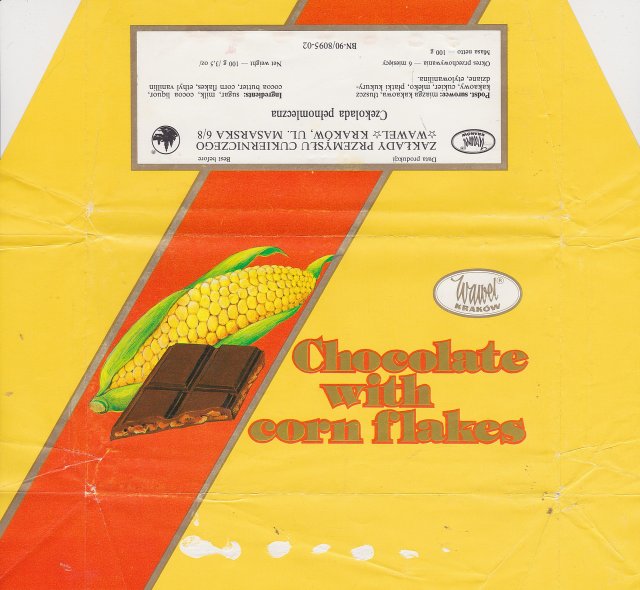 Wawel®
KRAKÓW
Chocolate
with
corn flakes
Data produkcji
Best before
Wawel®
KRAKÓW
ZAKŁADY PRZEMYSŁU CUKIERNICZEGO
☆WAWEL☆ KRAKÓW, UL. MASARSKA 6/8
Czekolada pełnomleczna
Podst. surowce: miazga kakaowa, tłuszcz
kakaowy, cukier, mleko, płatki kukury-
dziane, etylowanilina.
Okres przechowywania — 6 miesięcy
Masa netto — 100 g
Ingredients: sugar, milk, cocoa liquor,
cocoa butter, corn flakes, ethyl vanillin
Net weight — 100 g /3,5 oz/
BN-90/8095-02